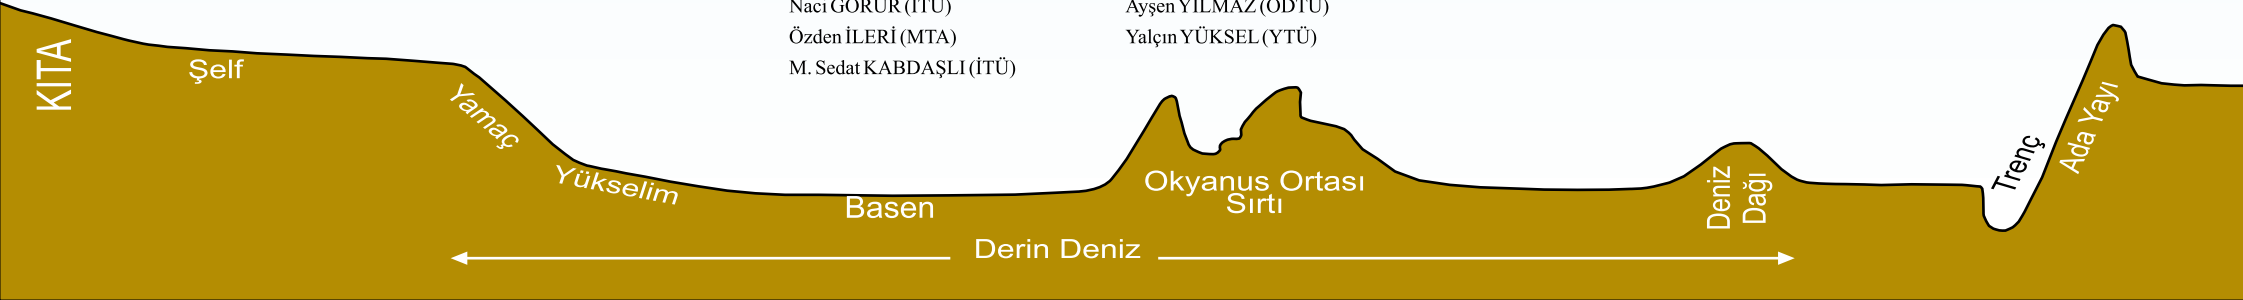 Naci GÖRÜR (İTÜ)
Ayşen YILMAZ (ODTÜ)
Özden İLERİ (MTA)
Yalçın YÜKSEL (YTÜ)
M. Sedat KABDAŞLI (İTÜ)
KITA
Şelf
Yamaç
Yükselim
Basen
Okyanus Ortası
Sırtı
Deniz
Dağı
Trenç
Ada Yayı
Derin Deniz